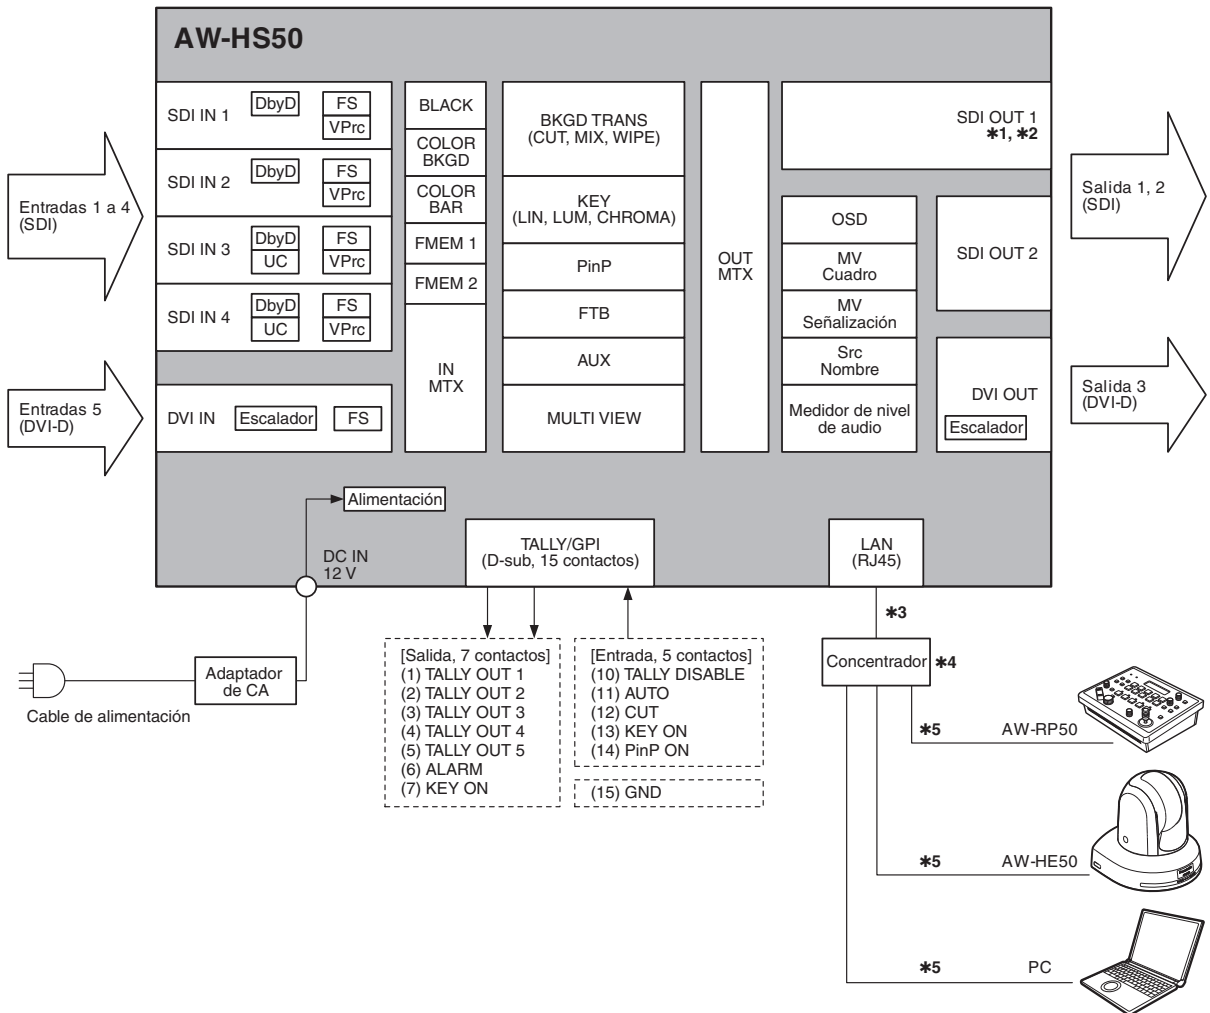 AW-HS50
SDI IN 1
DbyD
FS
VPrc
SDI IN 2
DbyD
FS
VPrc
SDI IN 3
DbyD
UC
FS
VPrc
SDI IN 4
DbyD
UC
FS
VPrc
DVI IN
Escalador
FS
Entradas 1 a 4
(SDI)
Entradas 5
(DVI-D)
BLACK
COLOR
BKGD
COLOR
BAR
FMEM 1
FMEM 2
IN
MTX
BKGD TRANS
(CUT, MIX, WIPE)
KEY
(LIN, LUM, CHROMA)
PinP
FTB
AUX
MULTI VIEW
OUT
MTX
SDI OUT 1
✱1, ✱2
OSD
MV
Cuadro
MV
Señalización
Src
Nombre
Medidor de nivel
de audio
SDI OUT 2
DVI OUT
Escalador
Salida 1, 2
(SDI)
Salida 3
(DVI-D)
Alimentación
DC IN
12 V
TALLY/GPI
(D-sub, 15 contactos)
LAN
(RJ45)
✱3
Adaptador
de CA
Cable de alimentación
[Salida, 7 contactos]
(1) TALLY OUT 1
(2) TALLY OUT 2
(3) TALLY OUT 3
(4) TALLY OUT 4
(5) TALLY OUT 5
(6) ALARM
(7) KEY ON
[Entrada, 5 contactos]
(10) TALLY DISABLE
(11) AUTO
(12) CUT
(13) KEY ON
(14) PinP ON
(15) GND
Concentrador ✱4
✱5 AW-RP50
✱5 AW-HE50
✱5 PC